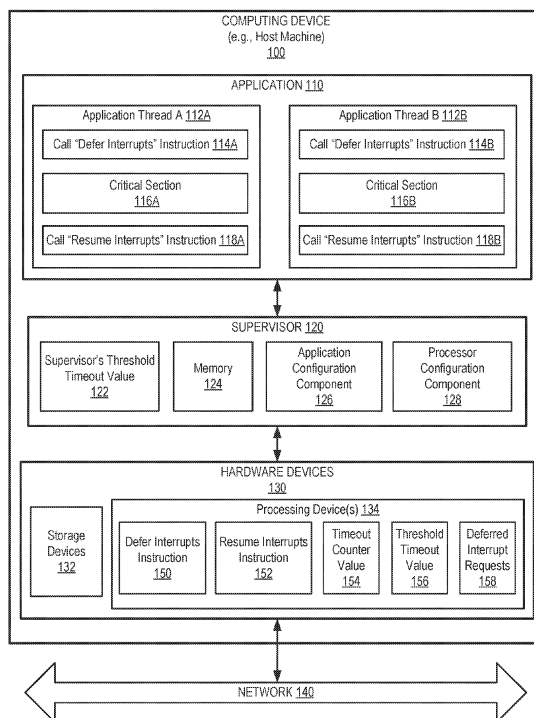 COMPUTING DEVICE
(e.g., Host Machine)
100
APPLICATION 110
Application Thread A 112A
Call "Defer Interrupts" Instruction 114A
Critical Section
116A
Call "Resume Interrupts" Instruction 118A
Application Thread B 112B
Call "Defer Interrupts" Instruction 114B
Critical Section
116B
Call "Resume Interrupts" Instruction 118B
SUPERVISOR 120
Supervisor's Threshold
Timeout Value
122
Memory
124
Application
Configuration
Component
126
Processor
Configuration
Component
128
HARDWARE DEVICES
130
Storage
Devices
132
Processing Device(s) 134
Defer Interrupts
Instruction
150
Resume Interrupts
Instruction
152
Timeout
Counter
Value
154
Threshold
Timeout
Value
156
Deferred
Interrupt
Requests
158
NETWORK 140